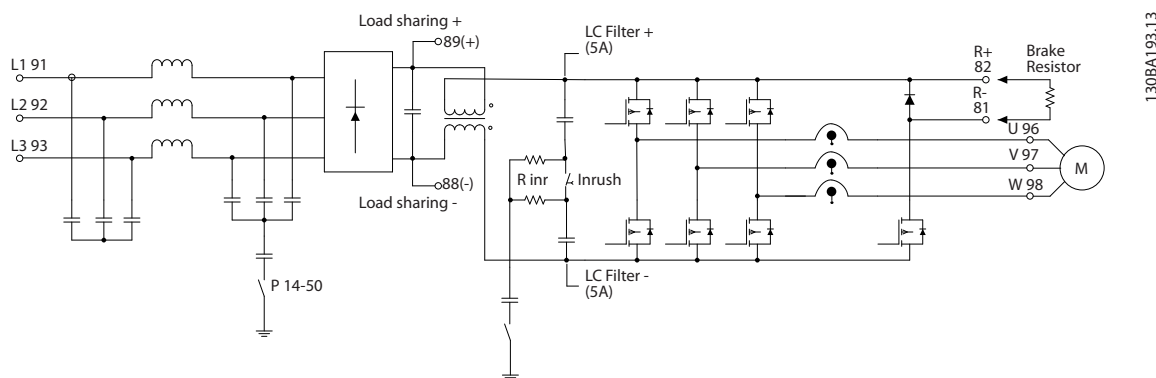 130BA193.13
Load sharing +
89(+)
LC Filter +
(5A)
R+
82
Brake
Resistor
L1 91
L2 92
L3 93
R-
81
U 96
V 97
W 98
M
R inr
Inrush
88(-)
Load sharing -
LC Filter -
(5A)
P 14-50